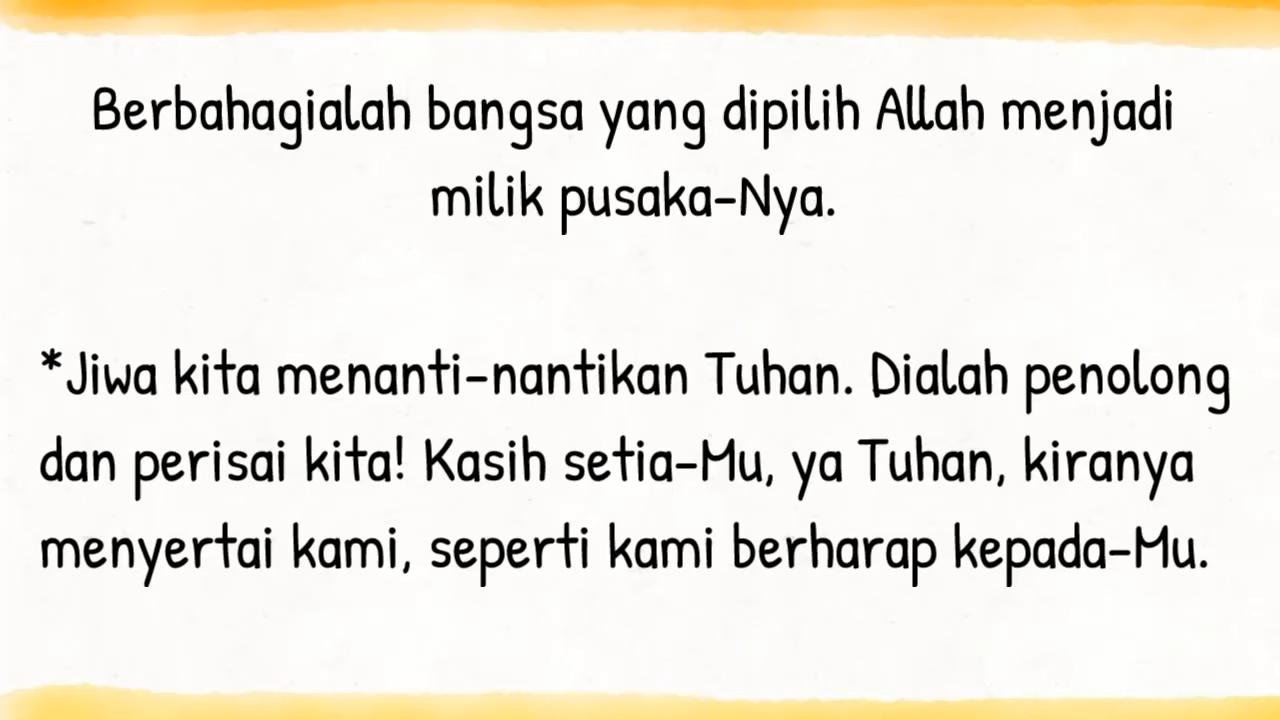 Berbahagialah bangsa yang dipilih Allah menjadi
milik pusaka-Nya.
*Jiwa kita menanti-nantikan Tuhan. Dialah penolong
dan perisai kita! Kasih setia-Mu, ya Tuhan, kiranya
menyertai kami, seperti kami berharap kepada-Mu.